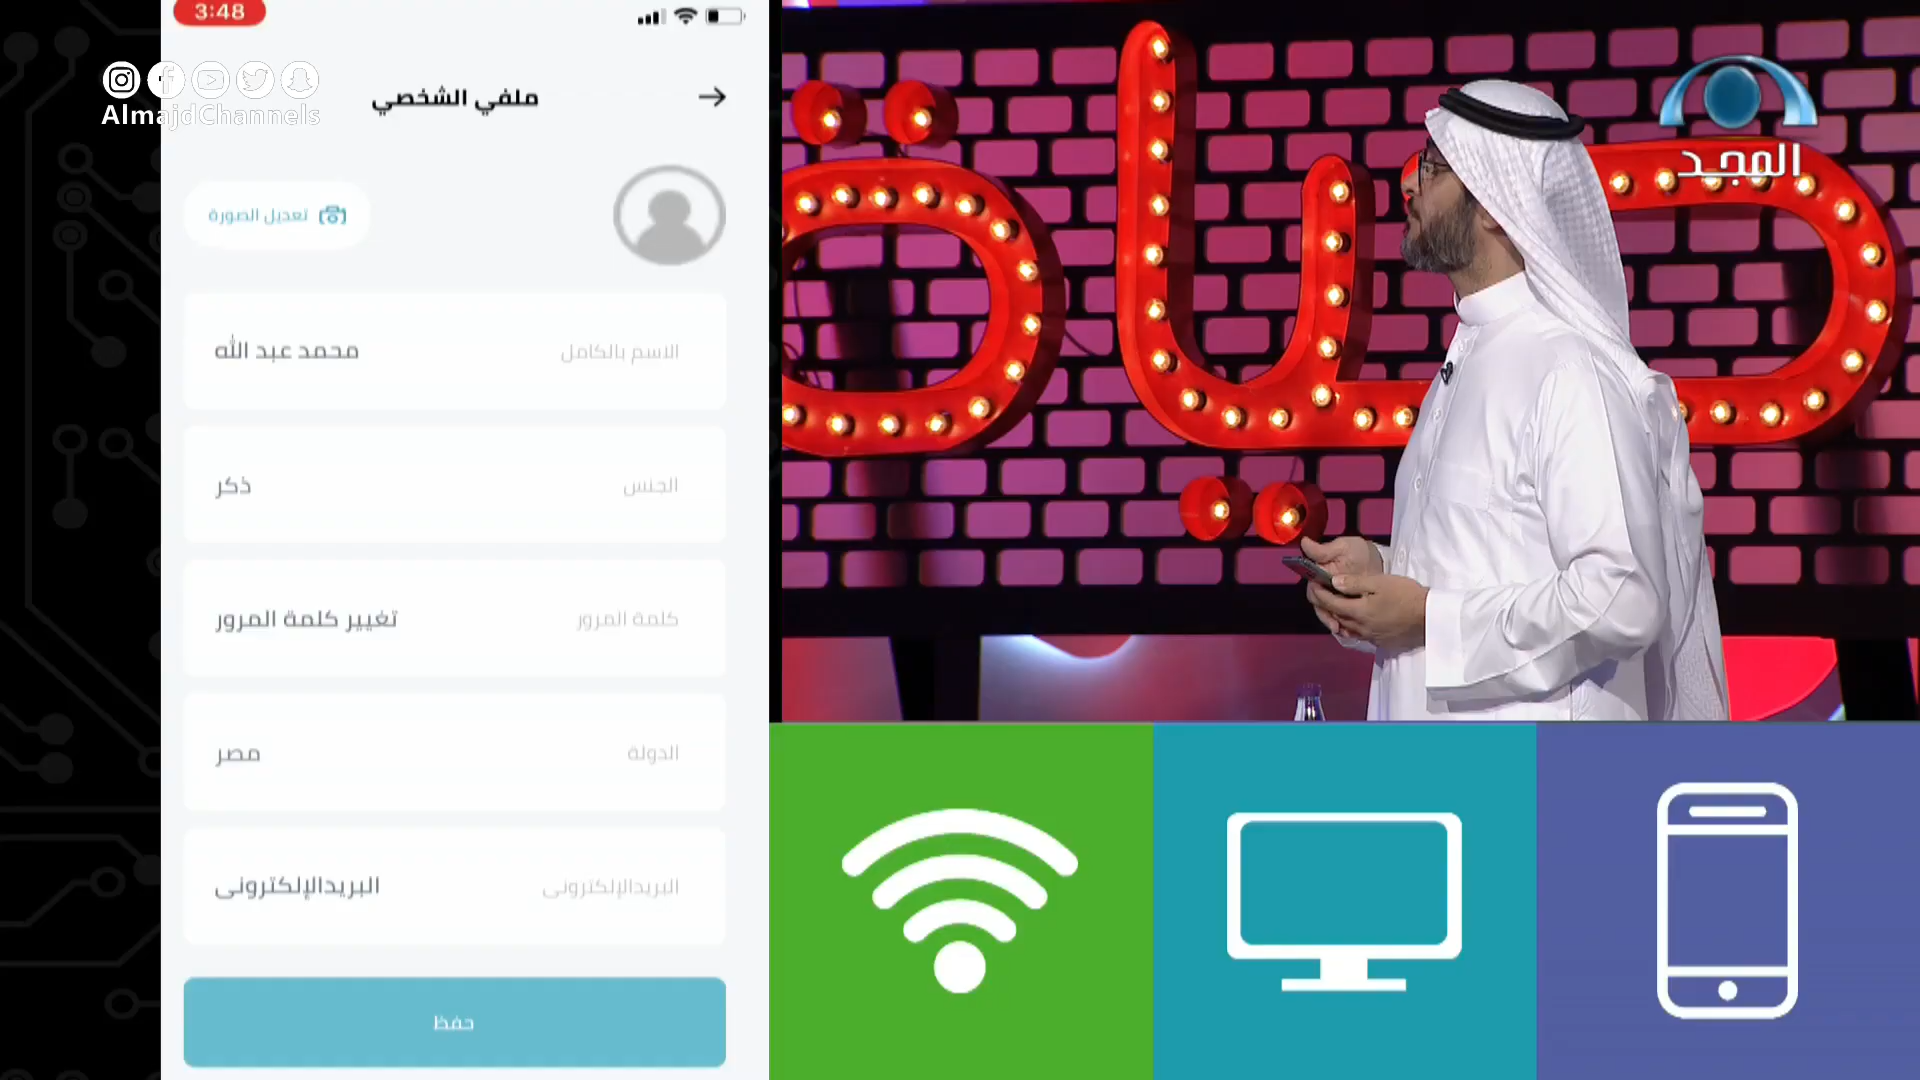 3:48
AlmajdChannels
ملفي الشخصي
تعديل الصورة
الاسم بالكامل محمد عبد الله
الجنس ذكر
كلمة المرور تغيير كلمة المرور
الدولة مصر
البريدالإلكترونى البريدالإلكترونى
حفظ
المجد